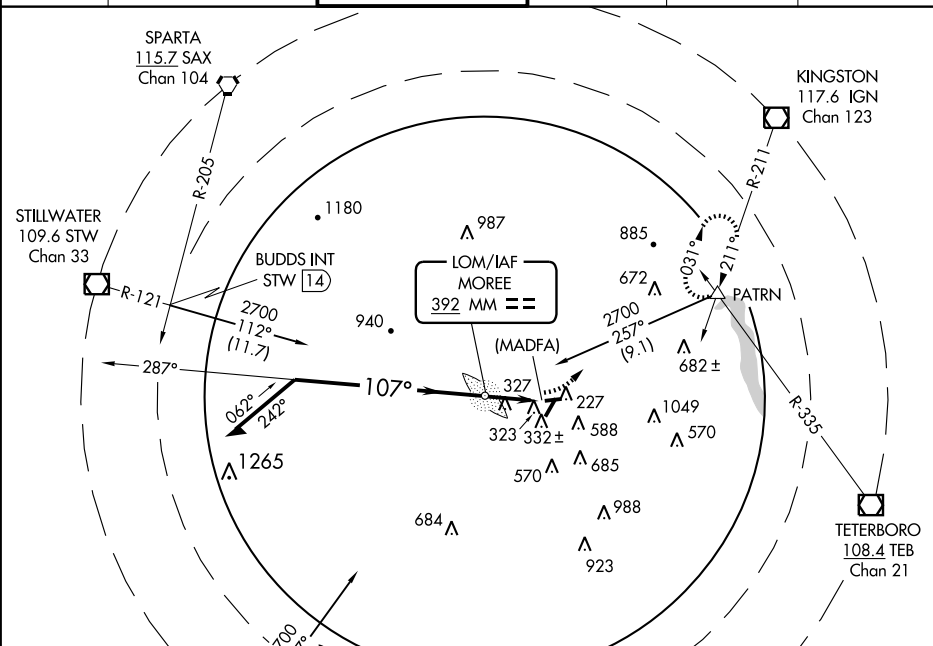 SPARTA
115.7 SAX
Chan 104
KINGSTON
117.6 IGN
Chan 123
R-205
R-211
STILLWATER
109.6 STW
Chan 33
1180
987
885
BUDDS INT
STW 14
LOM/IAF
MOREE
392 MM
672
031°
211°
PATRN
R-121
2700
112°
(11.7)
940
2700
257°
(9.1)
(MADFA)
682 ±
287°
107°
327
227
062°
242°
323
332 ±
588
1049
570
R-335
1265
570
685
684
988
923
TETERBORO
108.4 TEB
Chan 21